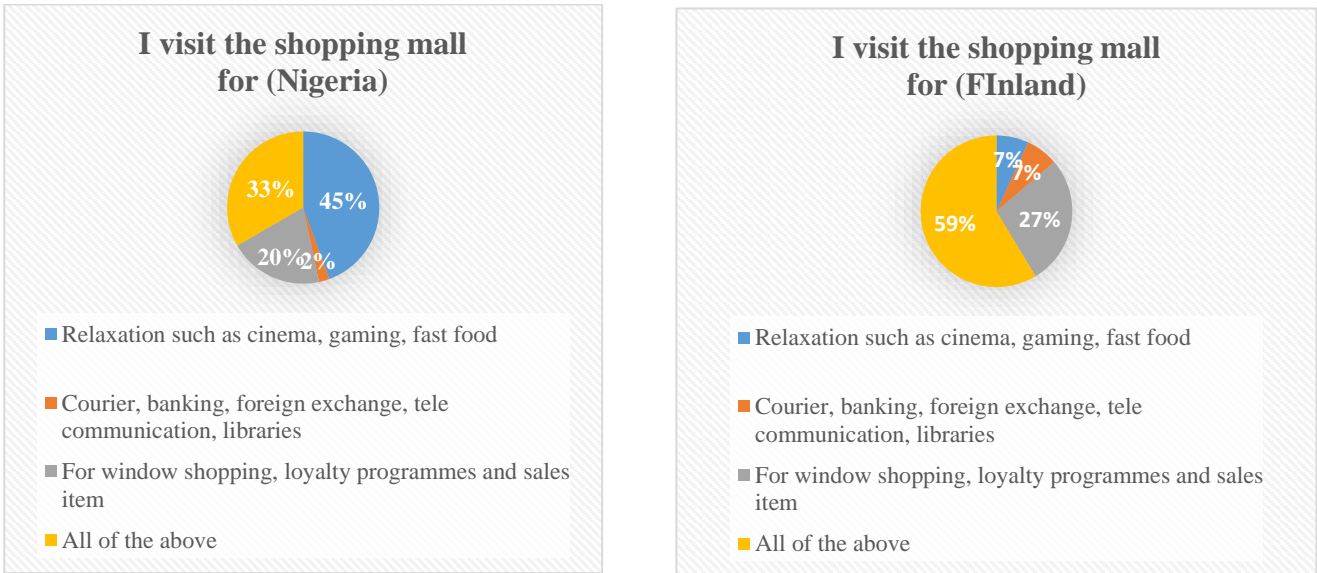 I visit the shopping mall
for (Nigeria)
45%
2%
20%
33%
Relaxation such as cinema, gaming, fast food
Courier, banking, foreign exchange, tele
communication, libraries
For window shopping, loyalty programmes and sales
item
All of the above
I visit the shopping mall
for (FInland)
7%
7%
27%
59%
Relaxation such as cinema, gaming, fast food
Courier, banking, foreign exchange, tele
communication, libraries
For window shopping, loyalty programmes and sales
item
All of the above